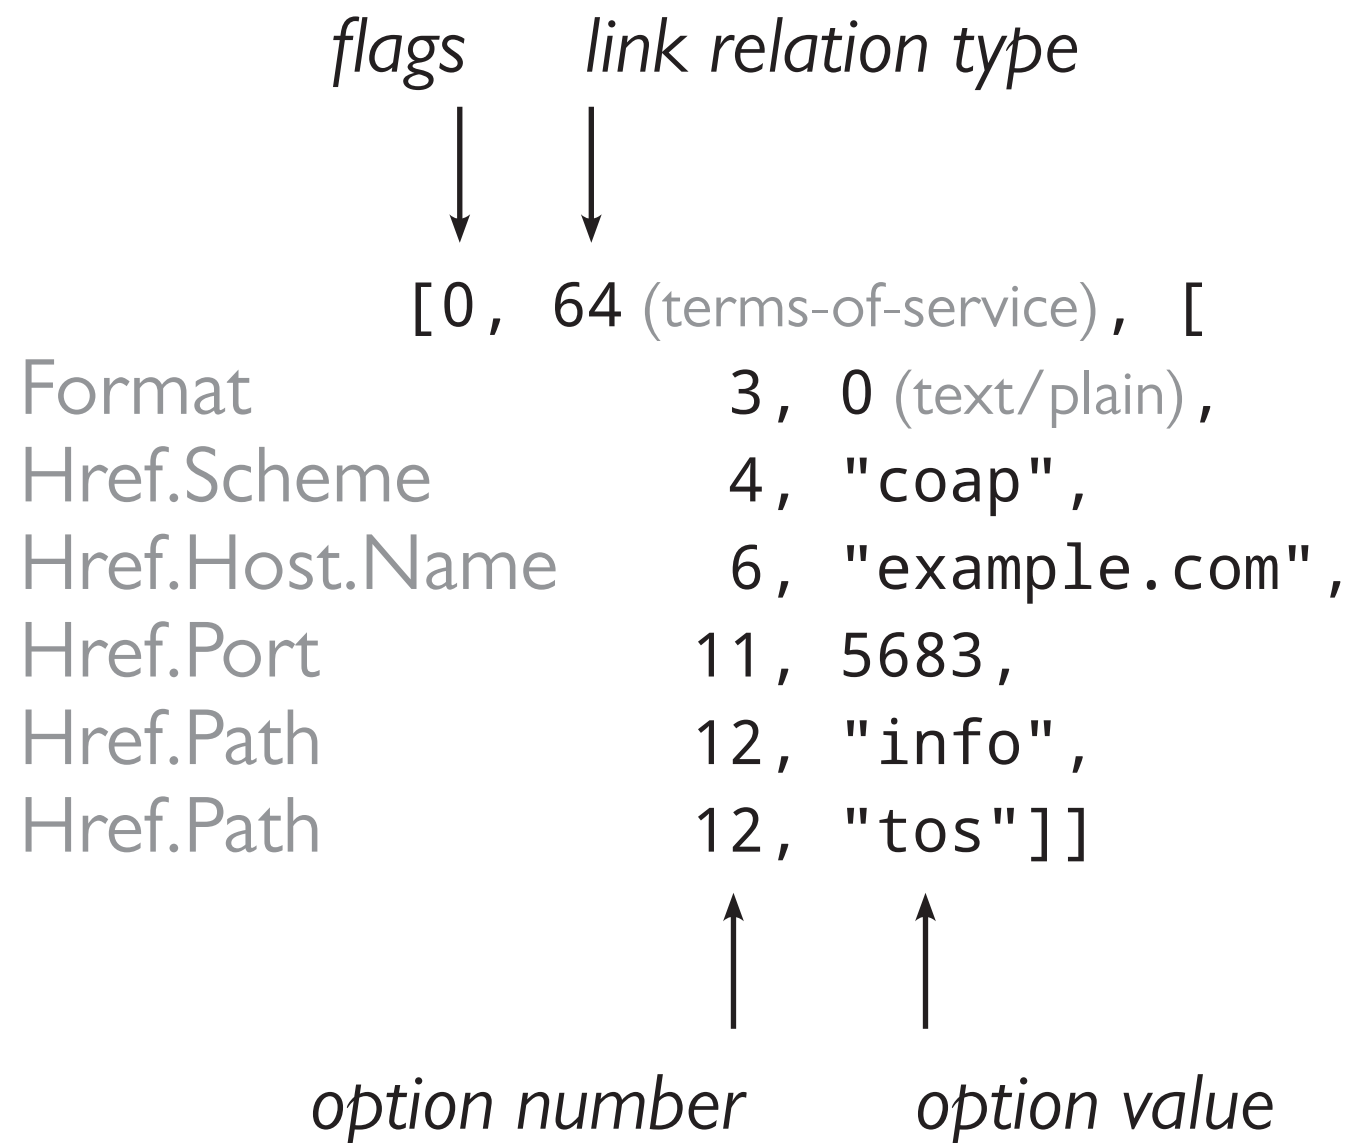 flags link relation type
[0, 64 (terms-of-service), [
Format 3, 0 (text/plain),
Href.Scheme 4, "coap",
Href.Host.Name 6, "example.com",
Href.Port 11, 5683,
Href.Path 12, "info",
Href.Path 12, "tos"]]
option number option value